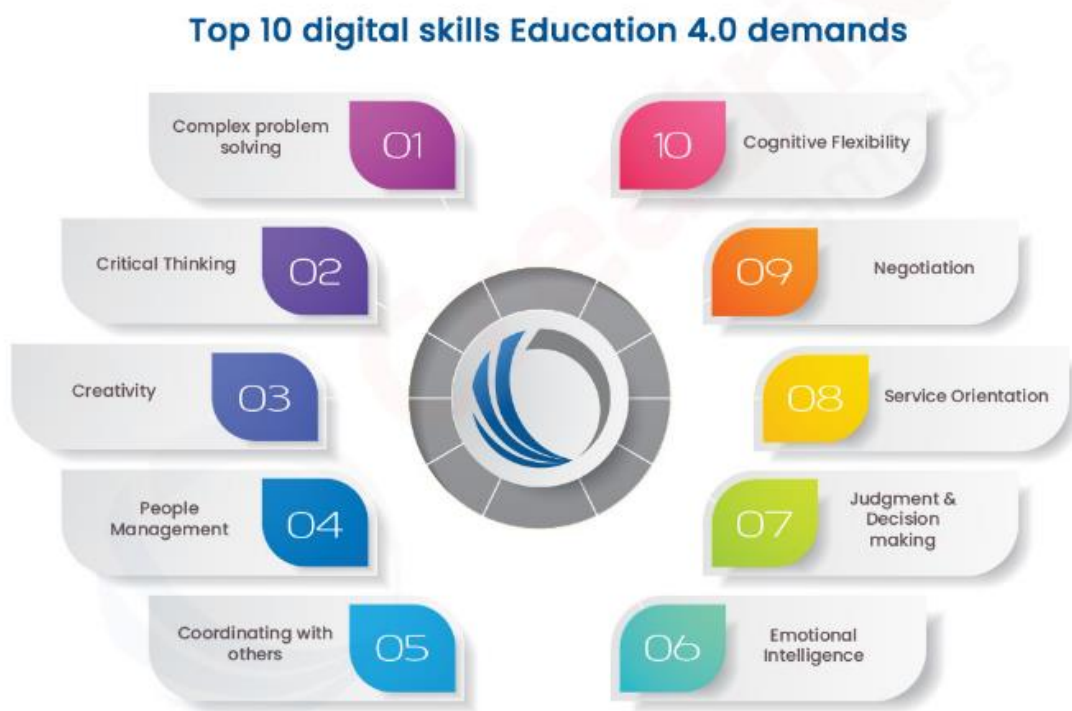 Top 10 digital skills Education 4.0 demands
Complex problem
solving
01
Critical Thinking
02
Creativity
03
People
Management
04
Coordinating with
others
05
06
Emotional
Intelligence
07
Judgment &
Decision
making
08
Service Orientation
09
Negotiation
10
Cognitive Flexibility